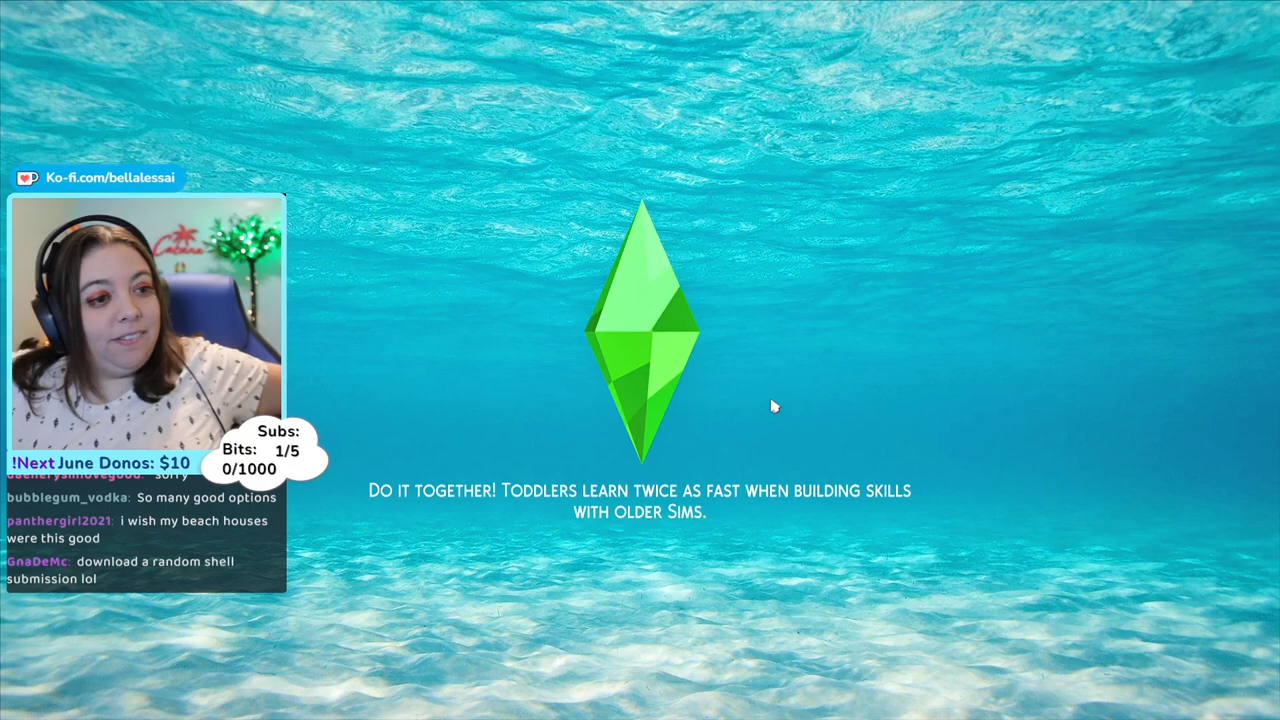 Ko-fi.com/bellalessai
Catana
Subs:
Bits: 1/5
0/1000
!Next June Donos: $10
sorry
bubblegum_vodka: So many good options
panthergirl2021: i wish my beach houses
were this good
GnaDeMc: download a random shell
submission lol
Do it together! Toddlers learn twice as fast when building skills
with older Sims.